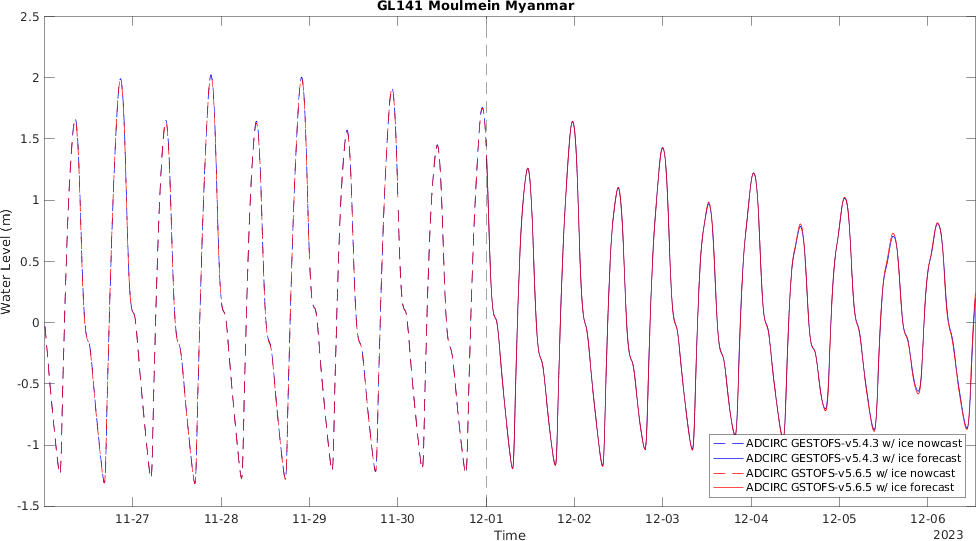 GL141 Moulmein Myanmar
2.5
2
1.5
1
0.5
0
-0.5
-1
-1.5
Water Level (m)
11-27 11-28 11-29 11-30 12-01 12-02 12-03 12-04 12-05 12-06
Time
2023
ADCIRC GESTOFS-v5.4.3 w/ ice nowcast
ADCIRC GESTOFS-v5.4.3 w/ ice forecast
ADCIRC GSTOFS-v5.6.5 w/ ice nowcast
ADCIRC GSTOFS-v5.6.5 w/ ice forecast